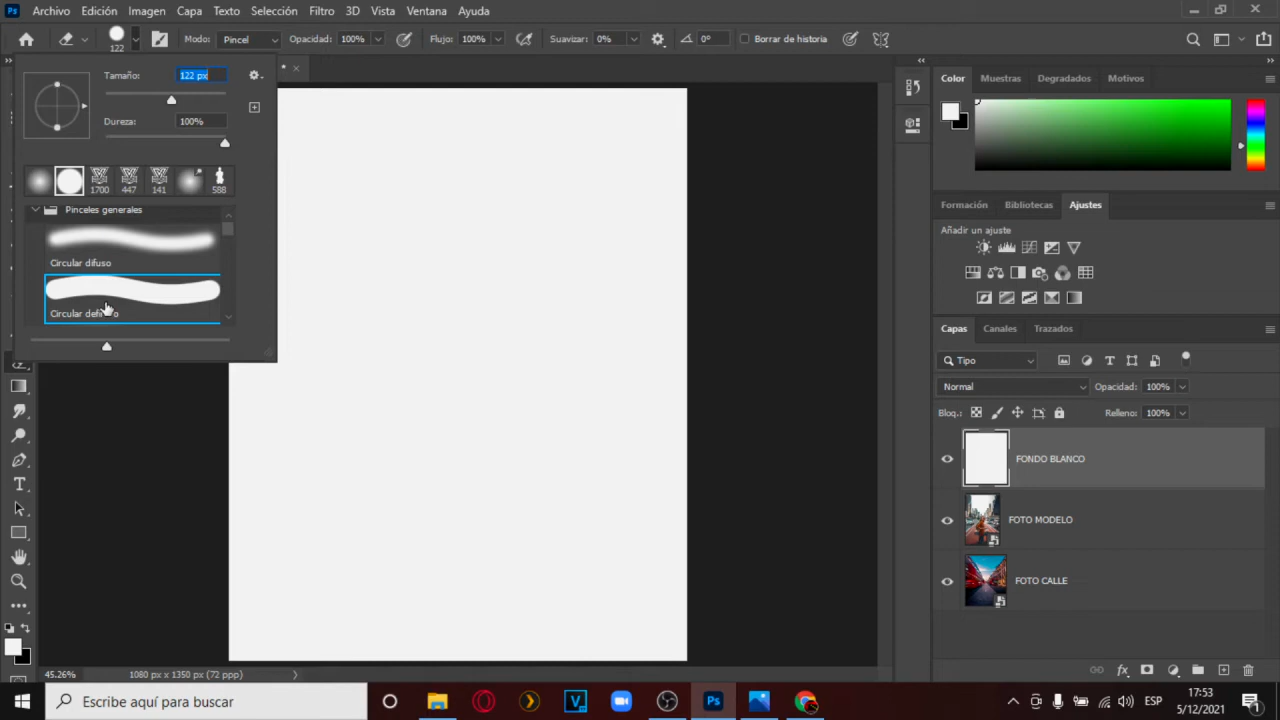 Ps Archivo Edición Imagen Capa Texto Selección Filtro 3D Vista Ventana Ayuda
122 Modo: Pincel Opacidad: 100% Flujo: 100% Suavizar: 0% 0° Borrar de historia
*
Tamaño: 122 px
Dureza: 100%
1700 447 141 588
Pinceles generales
Circular difuso
Color Muestras Degradados Motivos
Formación Bibliotecas Ajustes
Añadir un ajuste
Capas Canales Trazados
Tipo
Normal Opacidad: 100%
Bloq.: Relleno: 100%
FONDO BLANCO
FOTO MODELO
FOTO CALLE
45.26% 1080 px x 1350 px (72 ppp)
Escribe aquí para buscar
Ps
ESP
17:53
5/12/2021
1